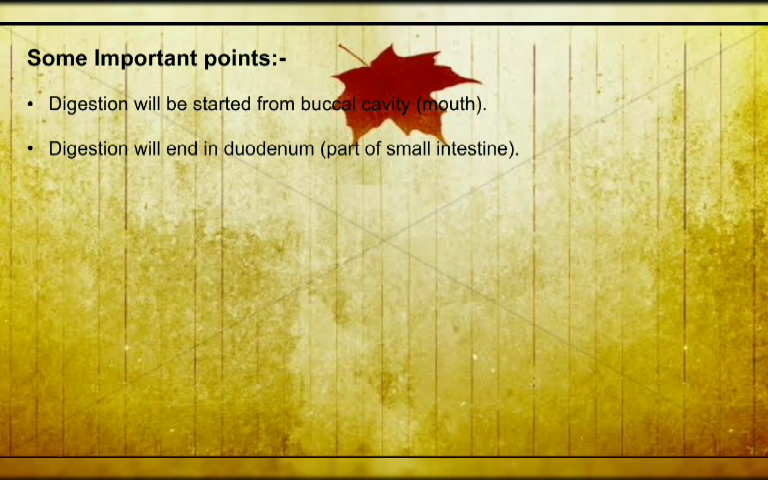 Some Important points:-
• Digestion will be started from buccal cavity (mouth).
• Digestion will end in duodenum (part of small intestine).